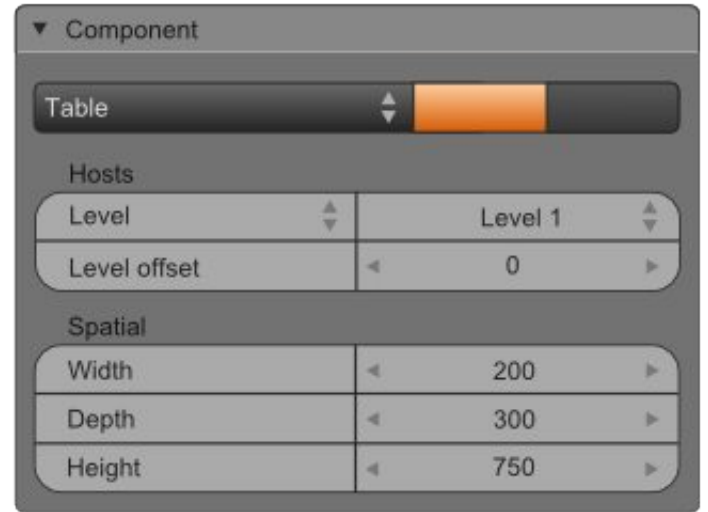 Component
Table
Hosts
Level Level 1
Level offset 0
Spatial
Width 200
Depth 300
Height 750